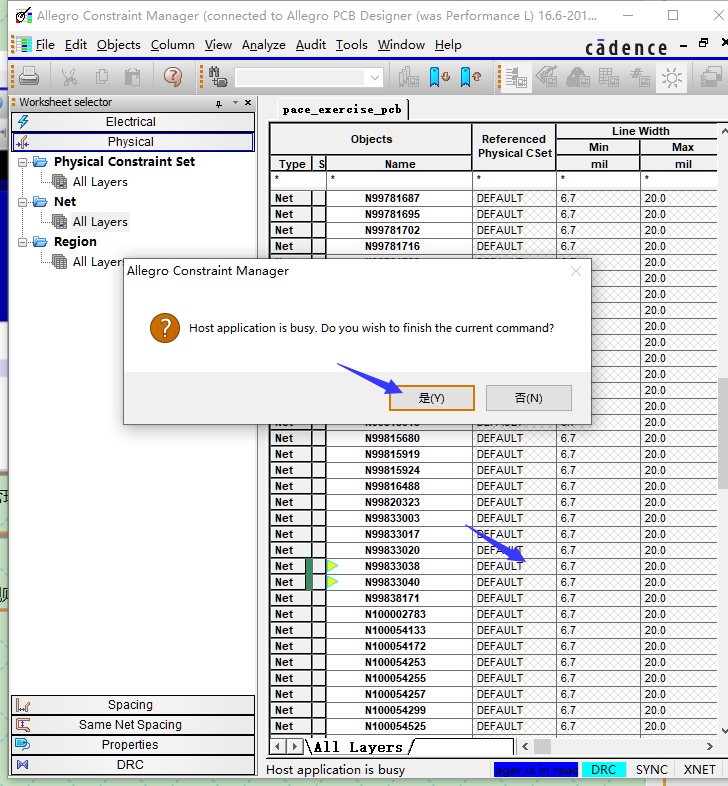 Allegro Constraint Manager (connected to Allegro PCB Designer (was Performance L) 16.6-201...
File Edit Objects Column View Analyze Audit Tools Window Help
cādence
Worksheet selector
Electrical
Physical
Physical Constraint Set
All Layers
Net
All Layers
Region
All Layers
Spacing
Same Net Spacing
Properties
DRC
pace_exercise_pcb
Objects Referenced Physical CSet Line Width
Min Max
Type S Name mil mil
* * * * *
Net N99781687 DEFAULT 6.7 20.0
Net N99781695 DEFAULT 6.7 20.0
Net N99781702 DEFAULT 6.7 20.0
Net N99781716 DEFAULT 6.7 20.0
20.0
20.0
20.0
20.0
20.0
20.0
20.0
20.0
20.0
Allegro Constraint Manager
Host application is busy. Do you wish to finish the current command?
是(Y) 否(N)
20.0
Net DEFAULT 6.7 20.0
Net N99815680 DEFAULT 6.7 20.0
Net N99815919 DEFAULT 6.7 20.0
Net N99815924 DEFAULT 6.7 20.0
Net N99816488 DEFAULT 6.7 20.0
Net N99820323 DEFAULT 6.7 20.0
Net N99833003 DEFAULT 6.7 20.0
Net N99833017 DEFAULT 6.7 20.0
Net N99833020 DEFAULT 6.7 20.0
Net N99833038 DEFAULT 6.7 20.0
Net N99833040 DEFAULT 6.7 20.0
Net N99838171 DEFAULT 6.7 20.0
Net N100002783 DEFAULT 6.7 20.0
Net N100054133 DEFAULT 6.7 20.0
Net N100054172 DEFAULT 6.7 20.0
Net N100054253 DEFAULT 6.7 20.0
Net N100054255 DEFAULT 6.7 20.0
Net N100054257 DEFAULT 6.7 20.0
Net N100054299 DEFAULT 6.7 20.0
Net N100054525 DEFAULT 6.7 20.0
All Layers
Host application is busy DRC SYNC XNET